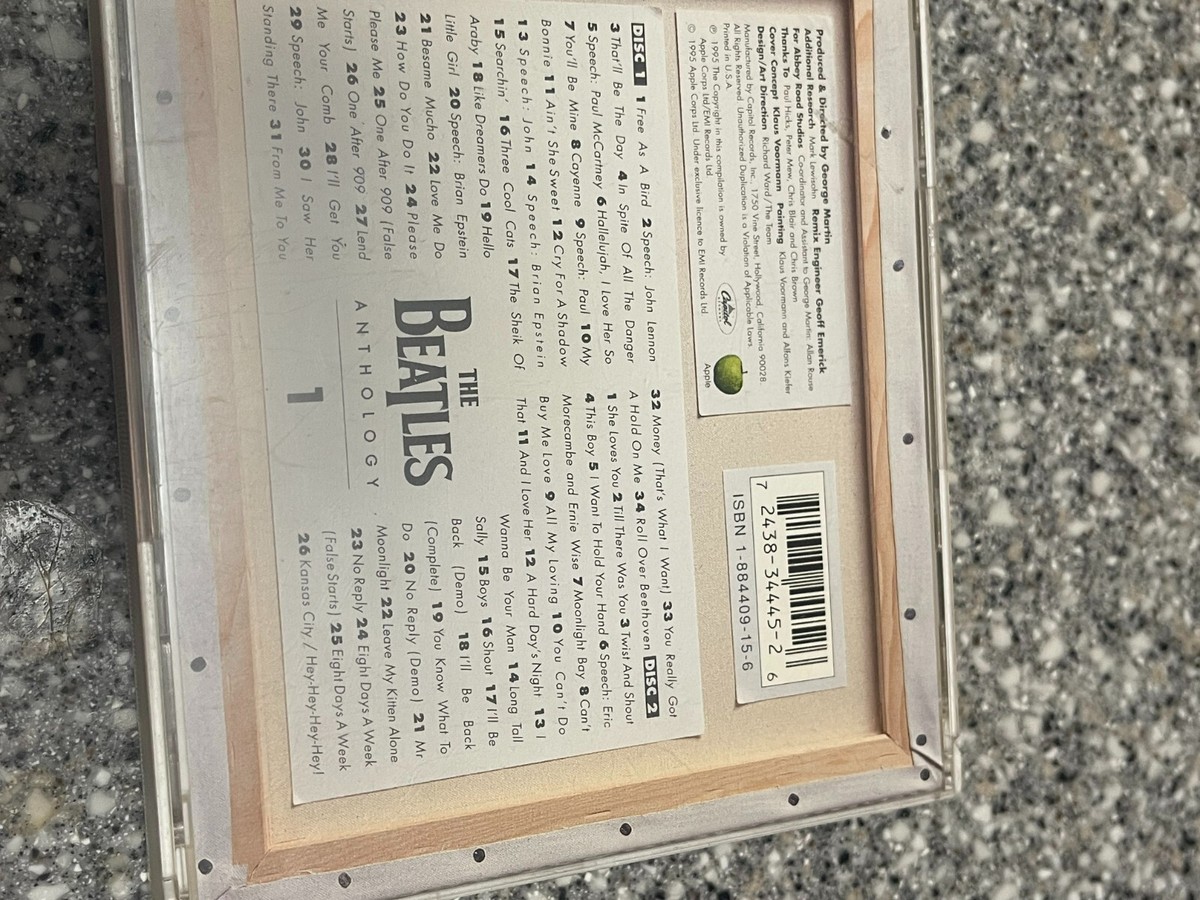 Produced & Directed by George Martin
Additional Research Mark Lewisohn Remix Engineer Geoff Emerick
For Abbey Road Studios Co-ordinator and Assistant to George Martin: Allan Rouse
Thanks To Paul Hicks, Peter Mew, Chris Blair and Chris Brown
Cover Concept Klaus Voormann Painting Klaus Voormann and Alfons Kiefer
Design/Art Direction Richard Ward/The Team
Manufactured by Capitol Records, Inc., 1750 Vine Street, Hollywood, California 90028.
All Rights Reserved. Unauthorized Duplication is a Violation of Applicable Laws.
Printed in U.S.A.
℗ 1995 The Copyright in this compilation is owned by
Apple Corps Ltd/EMI Records Ltd.
© 1995 Apple Corps Ltd. Under exclusive licence to EMI Records Ltd.
Capitol
Apple
7 2438-34445-2 6
ISBN 1-884409-15-6
DISC 1 1 Free As A Bird 2 Speech: John Lennon
3 That'll Be The Day 4 In Spite Of All The Danger
5 Speech: Paul McCartney 6 Hallelujah, I Love Her So
7 You'll Be Mine 8 Cayenne 9 Speech: Paul 10 My
Bonnie 11 Ain't She Sweet 12 Cry For A Shadow
13 Speech: John 14 Speech: Brian Epstein
15 Searchin' 16 Three Cool Cats 17 The Sheik Of
Araby 18 Like Dreamers Do 19 Hello
Little Girl 20 Speech: Brian Epstein
21 Besame Mucho 22 Love Me Do
23 How Do You Do It 24 Please
Please Me 25 One After 909 (False
Starts) 26 One After 909 27 Lend
Me Your Comb 28 I'll Get You
29 Speech: John 30 I Saw Her
Standing There 31 From Me To You
32 Money (That's What I Want) 33 You Really Got
A Hold On Me 34 Roll Over Beethoven DISC 2
1 She Loves You 2 Till There Was You 3 Twist And Shout
4 This Boy 5 I Want To Hold Your Hand 6 Speech: Eric
Morecambe and Ernie Wise 7 Moonlight Bay 8 Can't
Buy Me Love 9 All My Loving 10 You Can't Do
That 11 And I Love Her 12 A Hard Day's Night 13 I
Wanna Be Your Man 14 Long Tall
Sally 15 Boys 16 Shout 17 I'll Be
Back (Demo) 18 I'll Be Back
(Complete) 19 You Know What To
Do 20 No Reply (Demo) 21 Mr
Moonlight 22 Leave My Kitten Alone
23 No Reply 24 Eight Days A Week
(False Starts) 25 Eight Days A Week
26 Kansas City / Hey-Hey-Hey-Hey!
THE
BEATLES
ANTHOLOGY
1